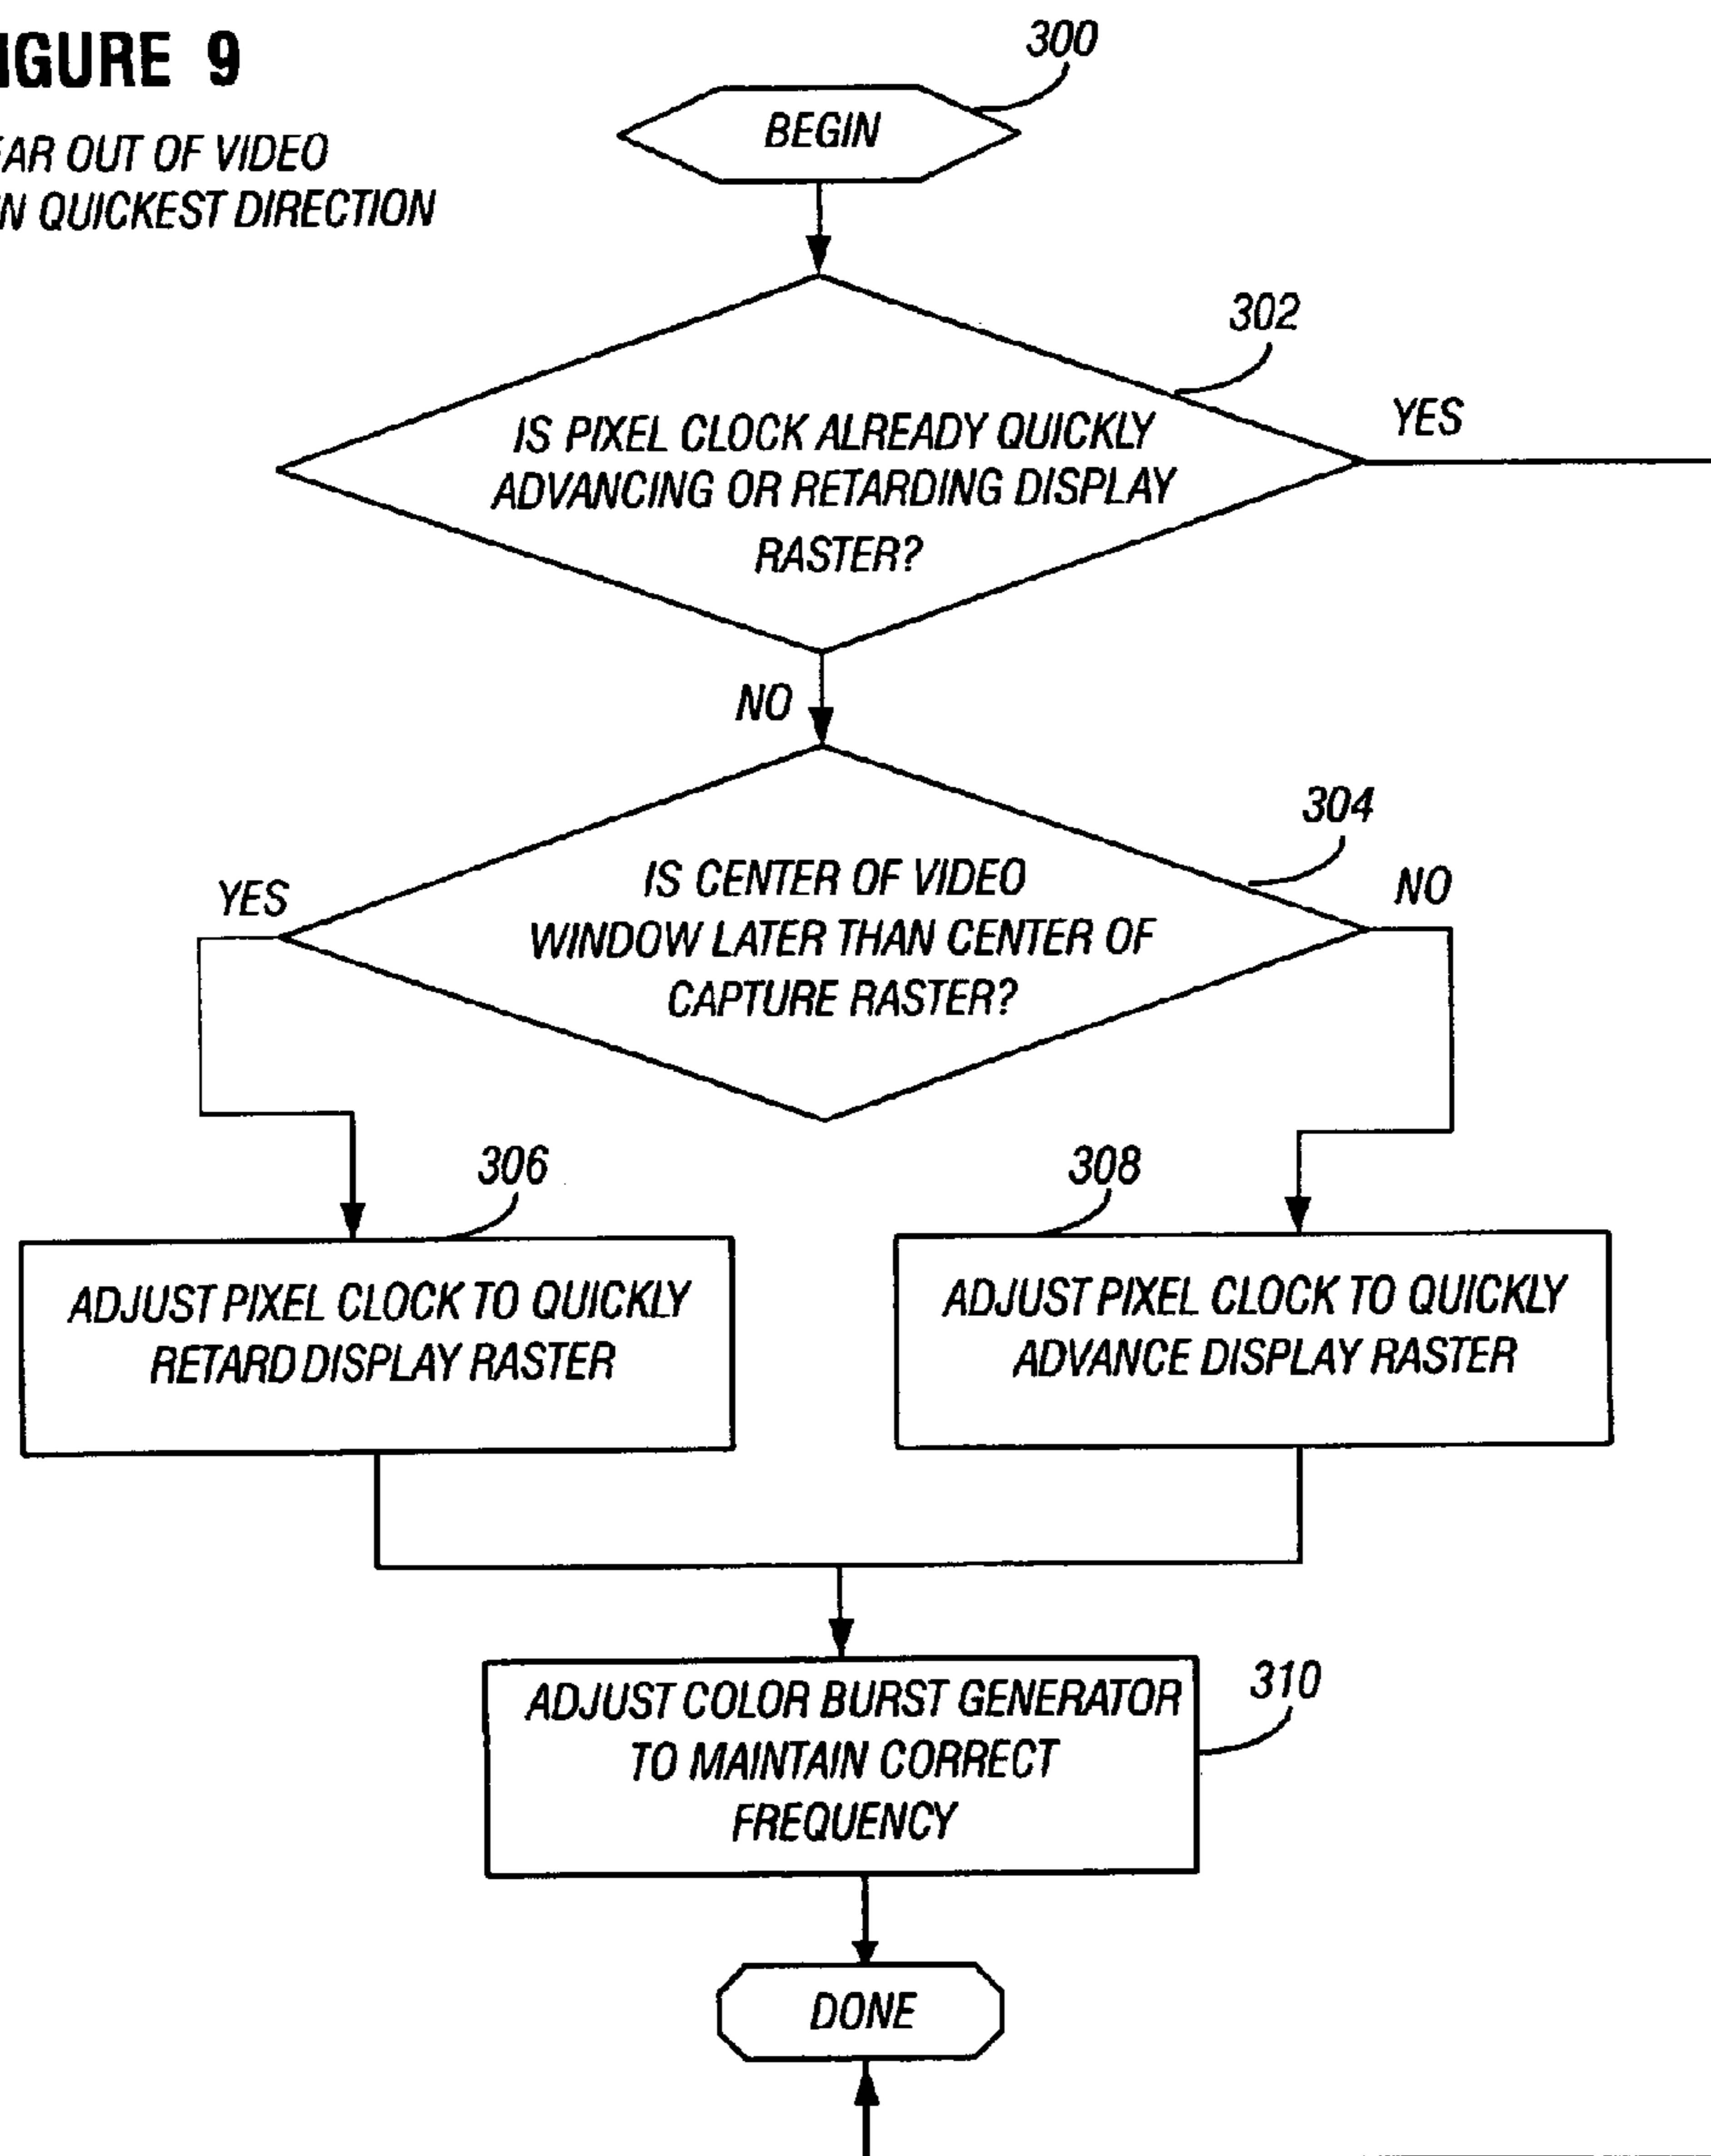 IGURE 9
EAR OUT OF VIDEO
N QUICKEST DIRECTION
300
BEGIN
302
IS PIXEL CLOCK ALREADY QUICKLY
ADVANCING OR RETARDING DISPLAY
RASTER?
YES
NO
304
IS CENTER OF VIDEO
WINDOW LATER THAN CENTER OF
CAPTURE RASTER?
YES
NO
306
ADJUST PIXEL CLOCK TO QUICKLY
RETARD DISPLAY RASTER
308
ADJUST PIXEL CLOCK TO QUICKLY
ADVANCE DISPLAY RASTER
310
ADJUST COLOR BURST GENERATOR
TO MAINTAIN CORRECT
FREQUENCY
DONE